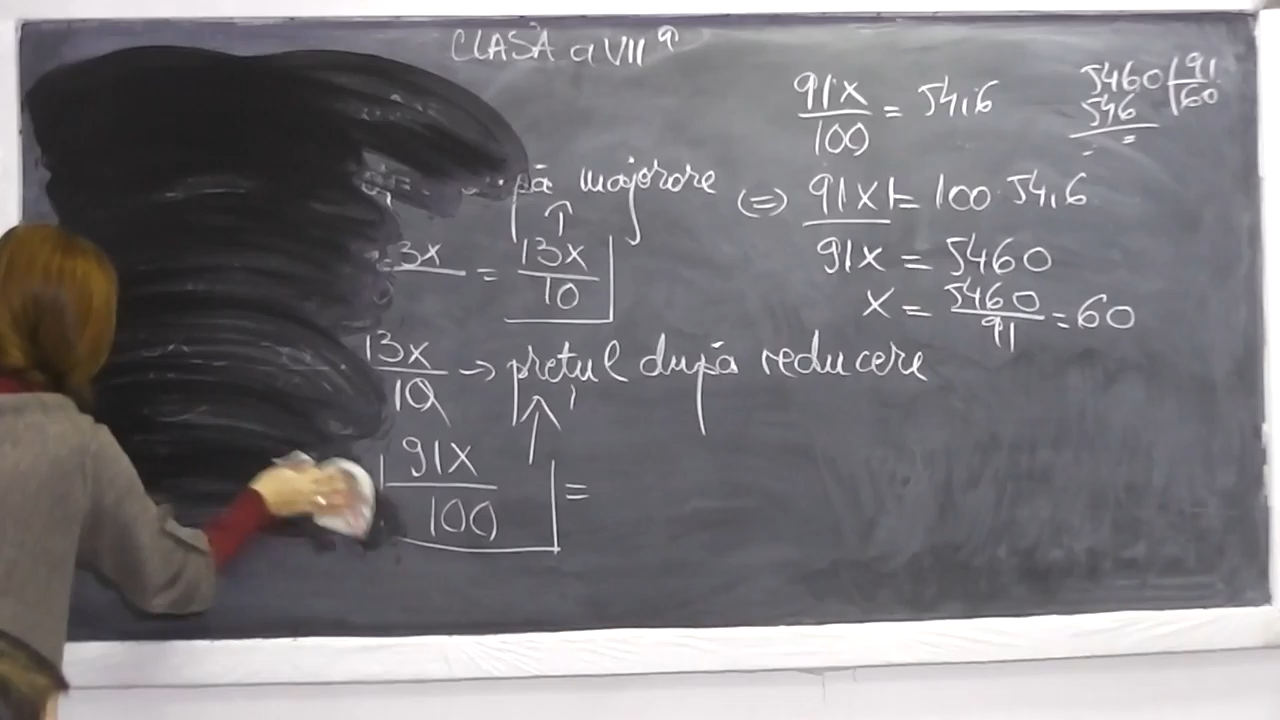 CLASA a VII a
majorare
3x = 13x/10
13x/10 → prețul după reducere
91x/100 =
91x/100 = 54,6
(=) 91x = 100·54,6
91x = 5460
x = 5460/91 = 60
5460 | 91
546 | 60
=